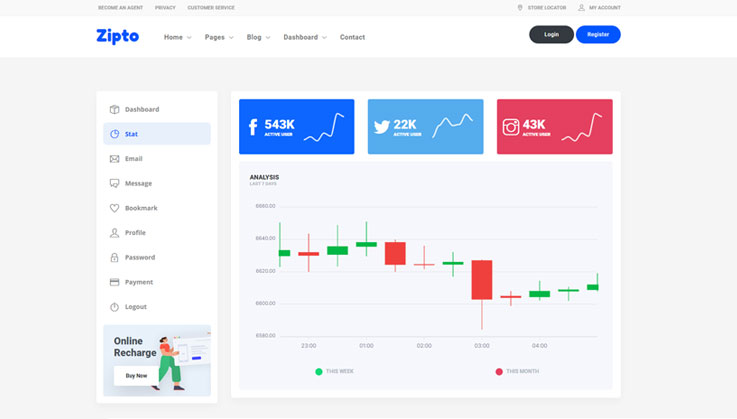 BECOME AN AGENT PRIVACY CUSTOMER SERVICE STORE LOCATOR MY ACCOUNT
Zipto Home Pages Blog Dashboard Contact Login Register
Dashboard
Stat
Email
Message
Bookmark
Profile
Password
Payment
Logout
Online
Recharge
Buy Now
543K
ACTIVE USER
22K
ACTIVE USER
43K
ACTIVE USER
ANALYSIS
LAST 7 DAYS
6660.00
6640.00
6620.00
6600.00
6580.00
23:00 01:00 02:00 03:00 04:00
THIS WEEK THIS MONTH